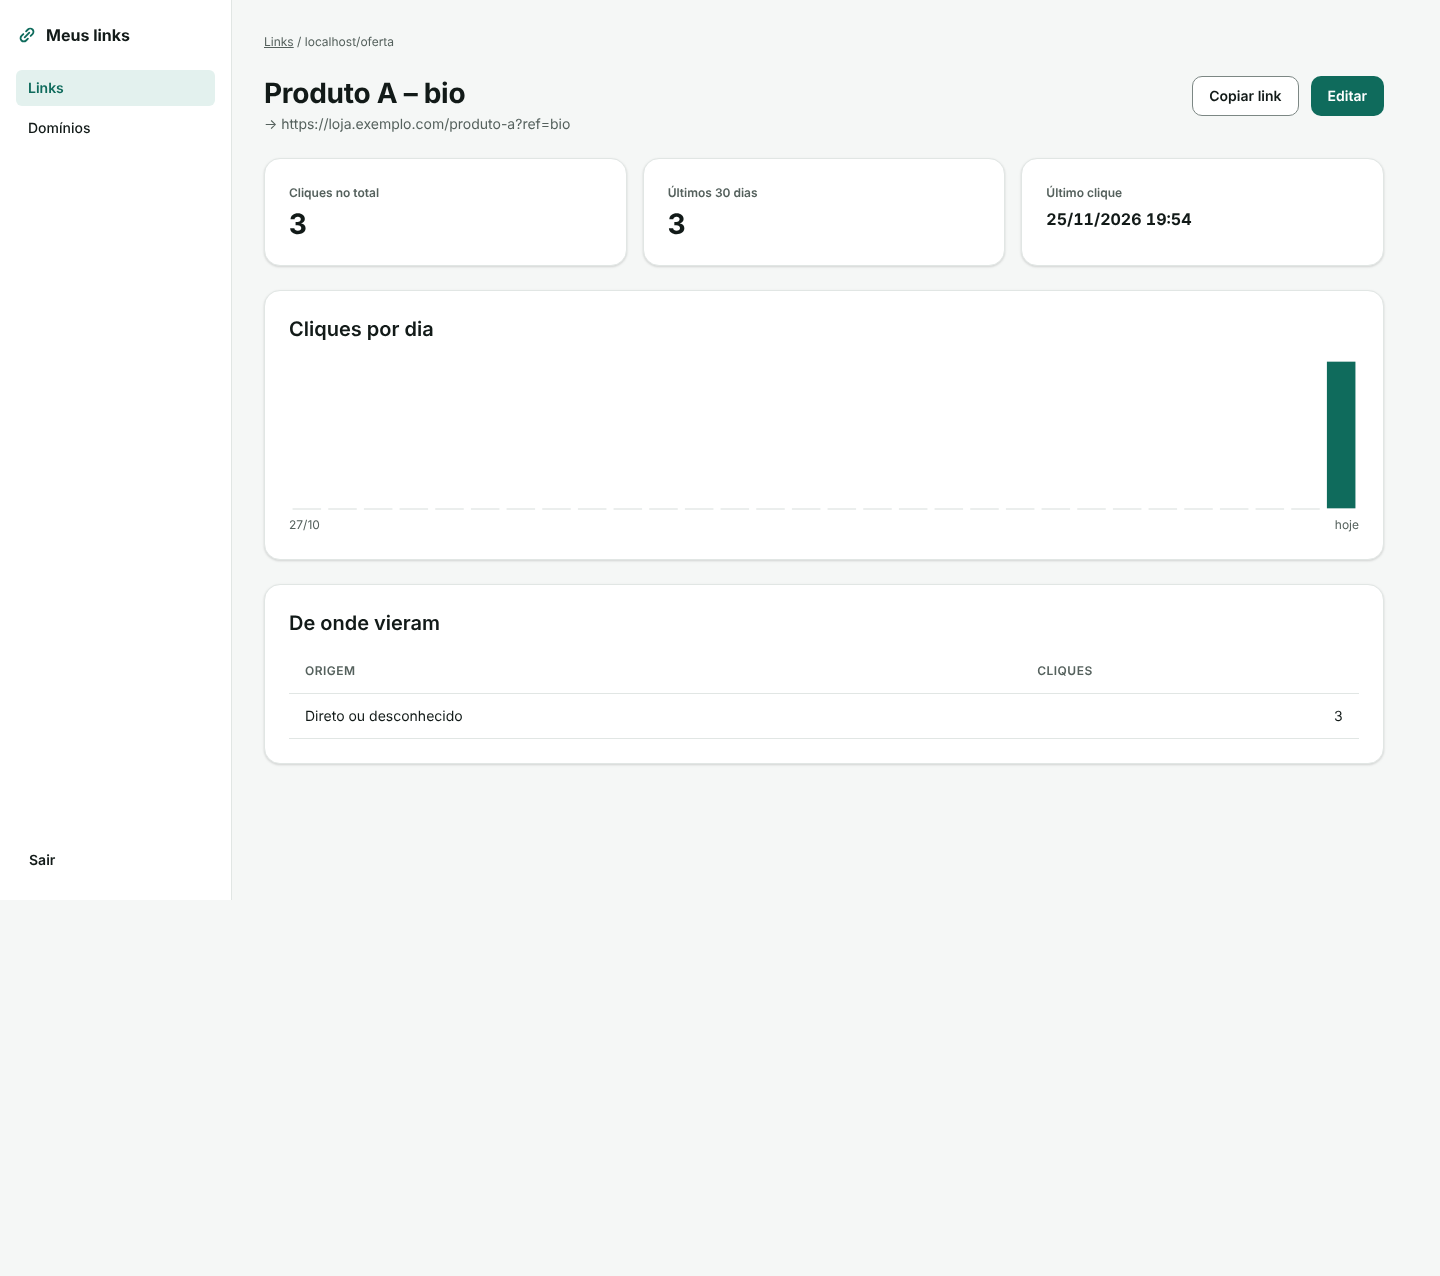 Meus links
Links
Domínios
Sair
Links / localhost/oferta
Produto A – bio
→ https://loja.exemplo.com/produto-a?ref=bio
Copiar link
Editar
Cliques no total
3
Últimos 30 dias
3
Último clique
25/11/2026 19:54
Cliques por dia
27/10
hoje
De onde vieram
ORIGEM CLIQUES
Direto ou desconhecido 3